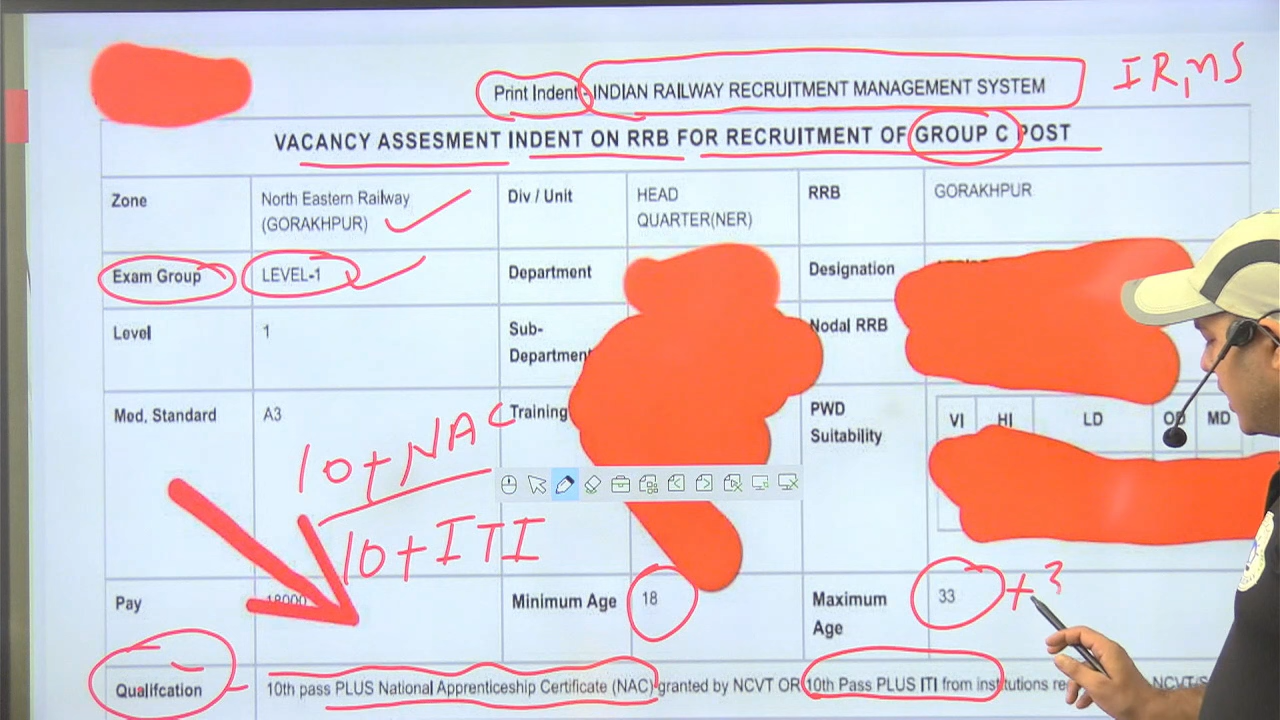 Print Indent - INDIAN RAILWAY RECRUITMENT MANAGEMENT SYSTEM
IRMS
VACANCY ASSESMENT INDENT ON RRB FOR RECRUITMENT OF GROUP C POST
Zone
North Eastern Railway
(GORAKHPUR)
Div / Unit
HEAD
QUARTER(NER)
RRB
GORAKHPUR
Exam Group
LEVEL-1
Department
Designation
Level
1
Sub-
Department
Nodal RRB
Med. Standard
A3
Training
PWD
Suitability
VI HI LD OD MD
10+NAC
10+ITI
Pay
18000
Minimum Age
18
Maximum
Age
33
+3
Qualifcation
10th pass PLUS National Apprenticeship Certificate (NAC) granted by NCVT OR 10th Pass PLUS ITI from institutions